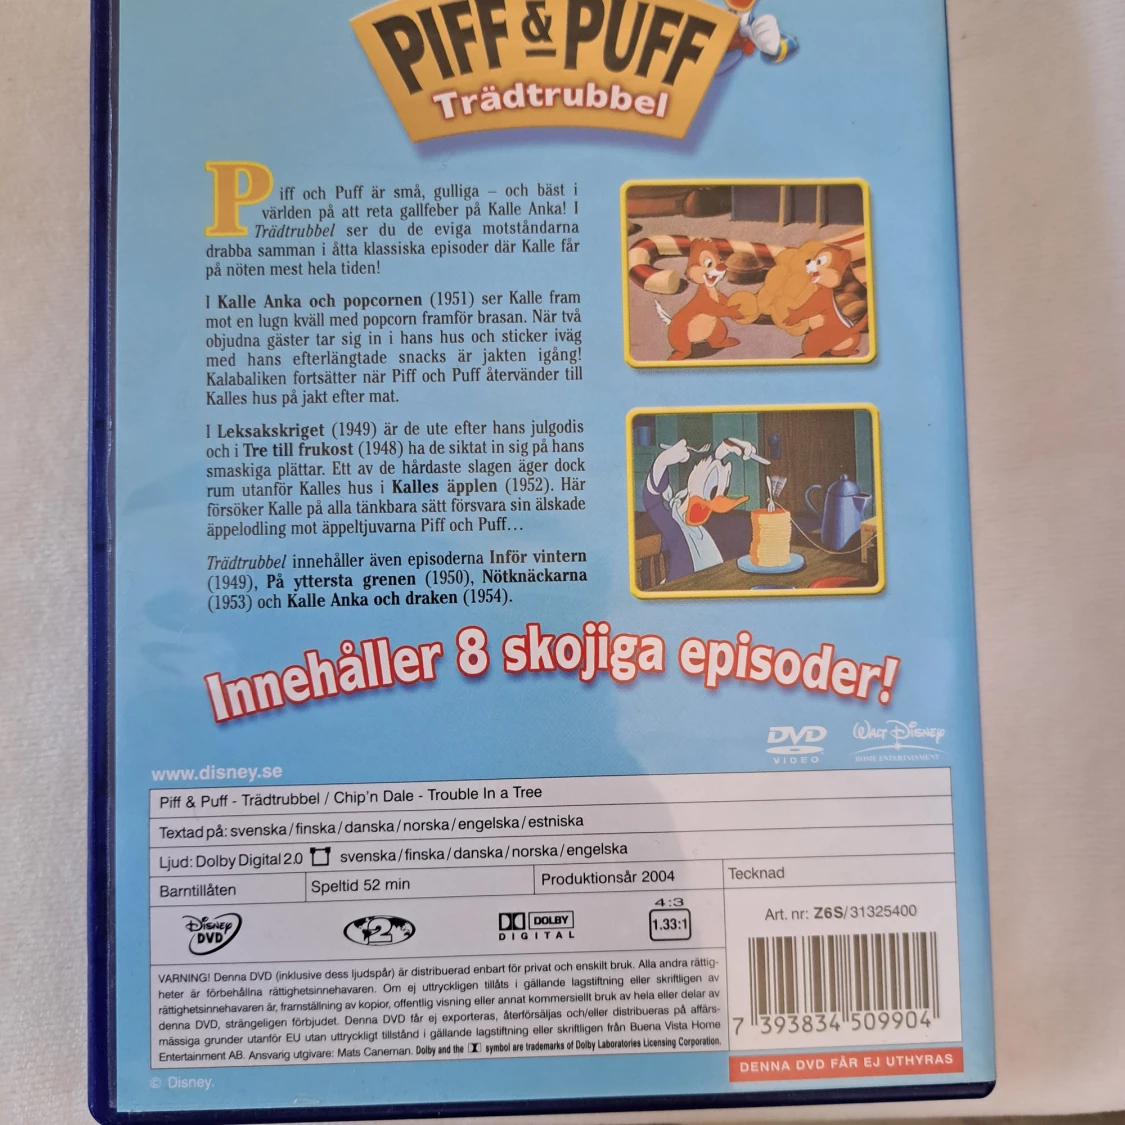 PIFF & PUFF
Trädtrubbel
Piff och Puff är små, gulliga – och bäst i
världen på att reta gallfeber på Kalle Anka! I
Trädtrubbel ser du de eviga motståndarna
drabba samman i åtta klassiska episoder där Kalle får
på nöten mest hela tiden!
I Kalle Anka och popcornen (1951) ser Kalle fram
mot en lugn kväll med popcorn framför brasan. När två
objudna gäster tar sig in i hans hus och sticker iväg
med hans efterlängtade snacks är jakten igång!
Kalabaliken fortsätter när Piff och Puff återvänder till
Kalles hus på jakt efter mat.
I Leksakskriget (1949) är de ute efter hans julgodis
och i Tre till frukost (1948) ha de siktat in sig på hans
smaskiga plättar. Ett av de hårdaste slagen äger dock
rum utanför Kalles hus i Kalles äpplen (1952). Här
försöker Kalle på alla tänkbara sätt försvara sin älskade
äppelodling mot äppeltjuvarna Piff och Puff...
Trädtrubbel innehåller även episoderna Inför vintern
(1949), På yttersta grenen (1950), Nötknäckarna
(1953) och Kalle Anka och draken (1954).
Innehåller 8 skojiga episoder!
DVD VIDEO
WALT DISNEY HOME ENTERTAINMENT
www.disney.se
Piff & Puff - Trädtrubbel / Chip'n Dale - Trouble In a Tree
Textad på: svenska/finska/danska/norska/engelska/estniska
Ljud: Dolby Digital 2.0 svenska/finska/danska/norska/engelska
Barntillåten
Speltid 52 min
Produktionsår 2004
Tecknad
Disney DVD
2
DOLBY DIGITAL
4:3
1.33:1
Art. nr: Z6S/31325400
VARNING! Denna DVD (inklusive dess ljudspår) är distribuerad enbart för privat och enskilt bruk. Alla andra rättig-
heter är förbehållna rättighetsinnehavaren. Om ej uttryckligen tillåts i gällande lagstiftning eller skriftligen av
rättighetsinnehavaren är, framställning av kopior, offentlig visning eller annat kommersiellt bruk av hela eller delar av
denna DVD, strängeligen förbjudet. Denna DVD får ej exporteras, återförsäljas och/eller distribueras på affärs-
mässiga grunder utanför EU utan uttryckligt tillstånd i gällande lagstiftning eller skriftligen från Buena Vista Home
Entertainment AB. Ansvarig utgivare: Mats Caneman. Dolby and the symbol are trademarks of Dolby Laboratories Licensing Corporation.
7 393834 509904
DENNA DVD FÅR EJ UTHYRAS
© Disney.